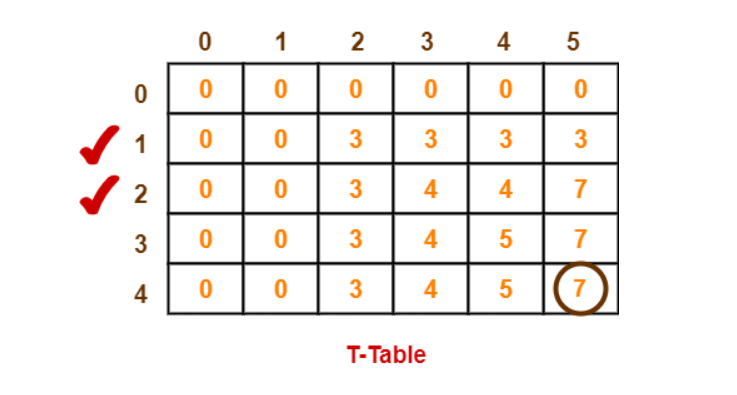 0 1 2 3 4 5
0 0 0 0 0 0 0
1 0 0 3 3 3 3
2 0 0 3 4 4 7
3 0 0 3 4 5 7
4 0 0 3 4 5 7
T-Table